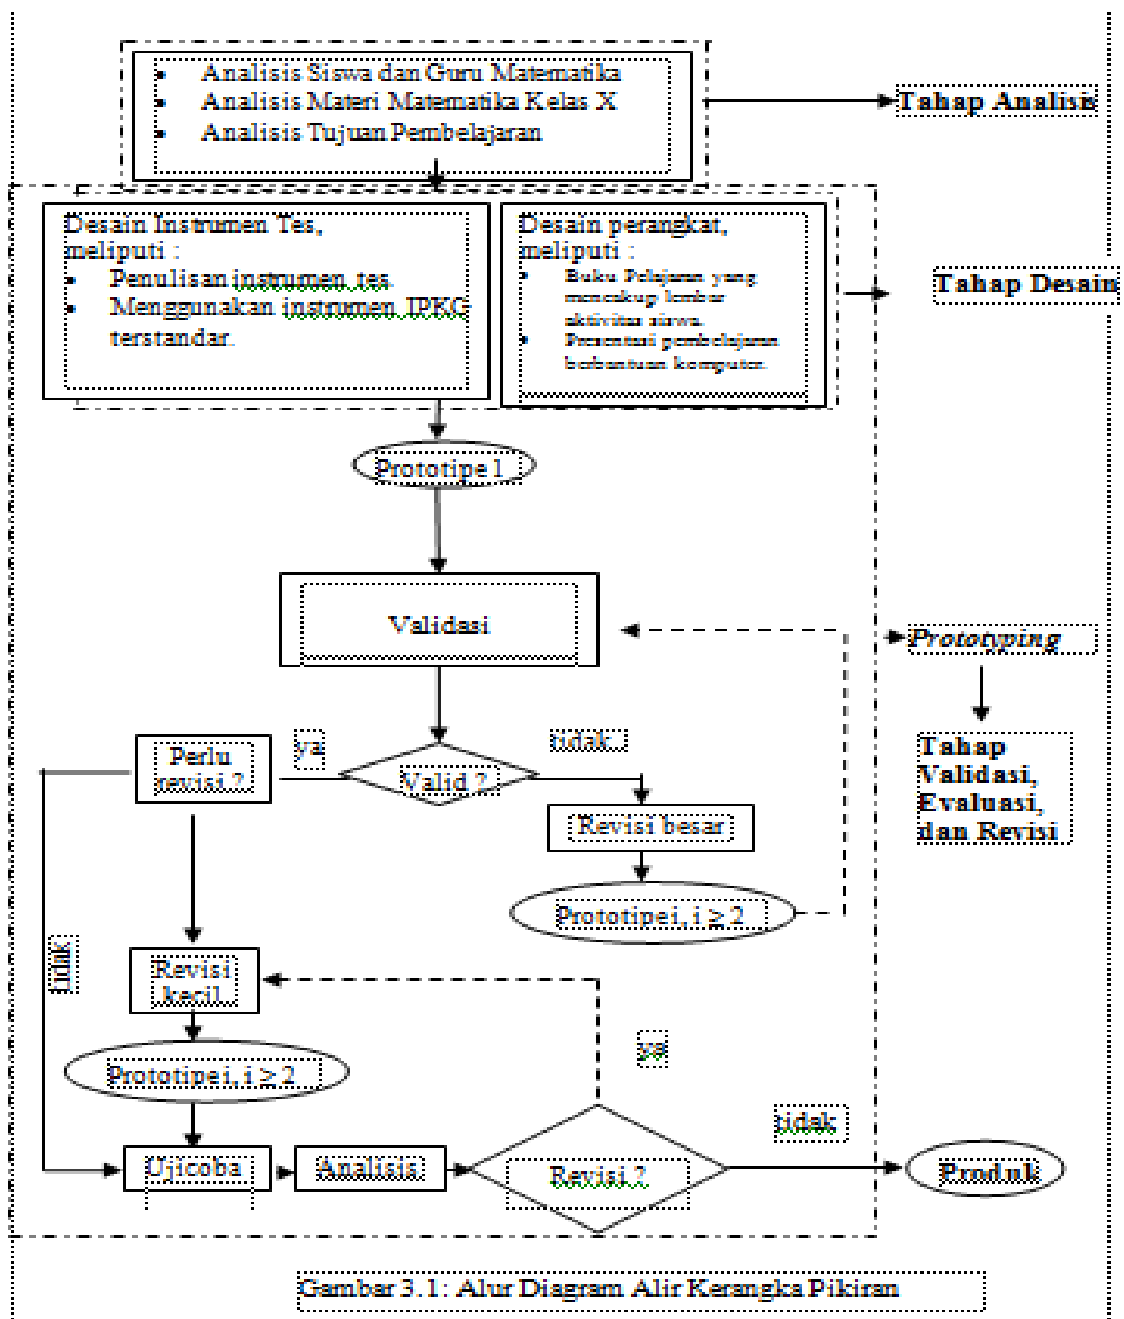 Analisis Siswa dan Guru Matematika
Analisis Materi Matematika Kelas X
Analisis Tujuan Pembelajaran
Tahap Analisis
Desain Instrumen Tes,
meliputi :
Penulisan instrumen tes.
Menggunakan instrumen IPKG
terstandar.
Desain perangkat,
meliputi :
Buku Pelajaran yang
mencakup lembar
aktivitas siswa.
Presentasi pembelajaran
berbantuan komputer.
Tahap Desain
Prototipe 1
Validasi
Prototyping
Tahap
Validasi,
Evaluasi,
dan Revisi
Perlu
revisi ?
ya
Valid ?
tidak
Revisi besar
Prototipei, i ≥ 2
tidak
Revisi
kecil
ya
Prototipei, i ≥ 2
Ujicoba
Analisis
Revisi ?
tidak
Produk
Gambar 3.1: Alur Diagram Alir Kerangka Pikiran